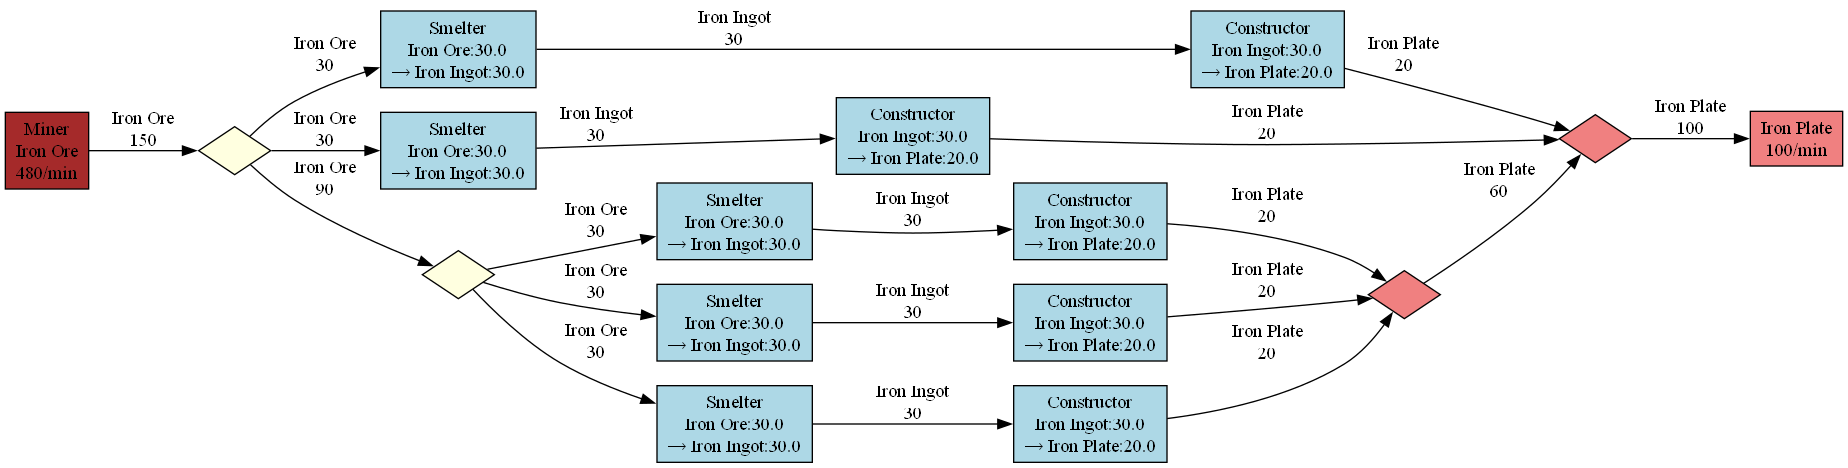 Miner
Iron Ore
480/min
Iron Ore
150
Iron Ore
30
Iron Ore
30
Iron Ore
90
Smelter
Iron Ore:30.0
→ Iron Ingot:30.0
Smelter
Iron Ore:30.0
→ Iron Ingot:30.0
Iron Ingot
30
Iron Ingot
30
Constructor
Iron Ingot:30.0
→ Iron Plate:20.0
Constructor
Iron Ingot:30.0
→ Iron Plate:20.0
Iron Ore
30
Iron Ore
30
Iron Ore
30
Smelter
Iron Ore:30.0
→ Iron Ingot:30.0
Smelter
Iron Ore:30.0
→ Iron Ingot:30.0
Smelter
Iron Ore:30.0
→ Iron Ingot:30.0
Iron Ingot
30
Iron Ingot
30
Iron Ingot
30
Constructor
Iron Ingot:30.0
→ Iron Plate:20.0
Constructor
Iron Ingot:30.0
→ Iron Plate:20.0
Constructor
Iron Ingot:30.0
→ Iron Plate:20.0
Iron Plate
20
Iron Plate
20
Iron Plate
20
Iron Plate
20
Iron Plate
20
Iron Plate
60
Iron Plate
100
Iron Plate
100/min